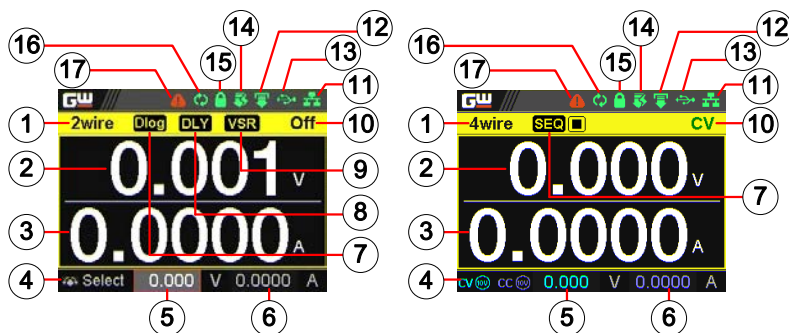 14 12
16 15 13
17 11
GW
1 2wire Dlog DLY VSR Off 10
2 0.001 V 9
8
3 0.0000 A 7
4 Select 0.000 V 0.0000 A
5 6
14 12
16 15 13
17 11
GW
1 4wire SEQ CV 10
2 0.000 V
7
3 0.0000 A
4 CV 10V CC 10V 0.000 V 0.0000 A
5 6